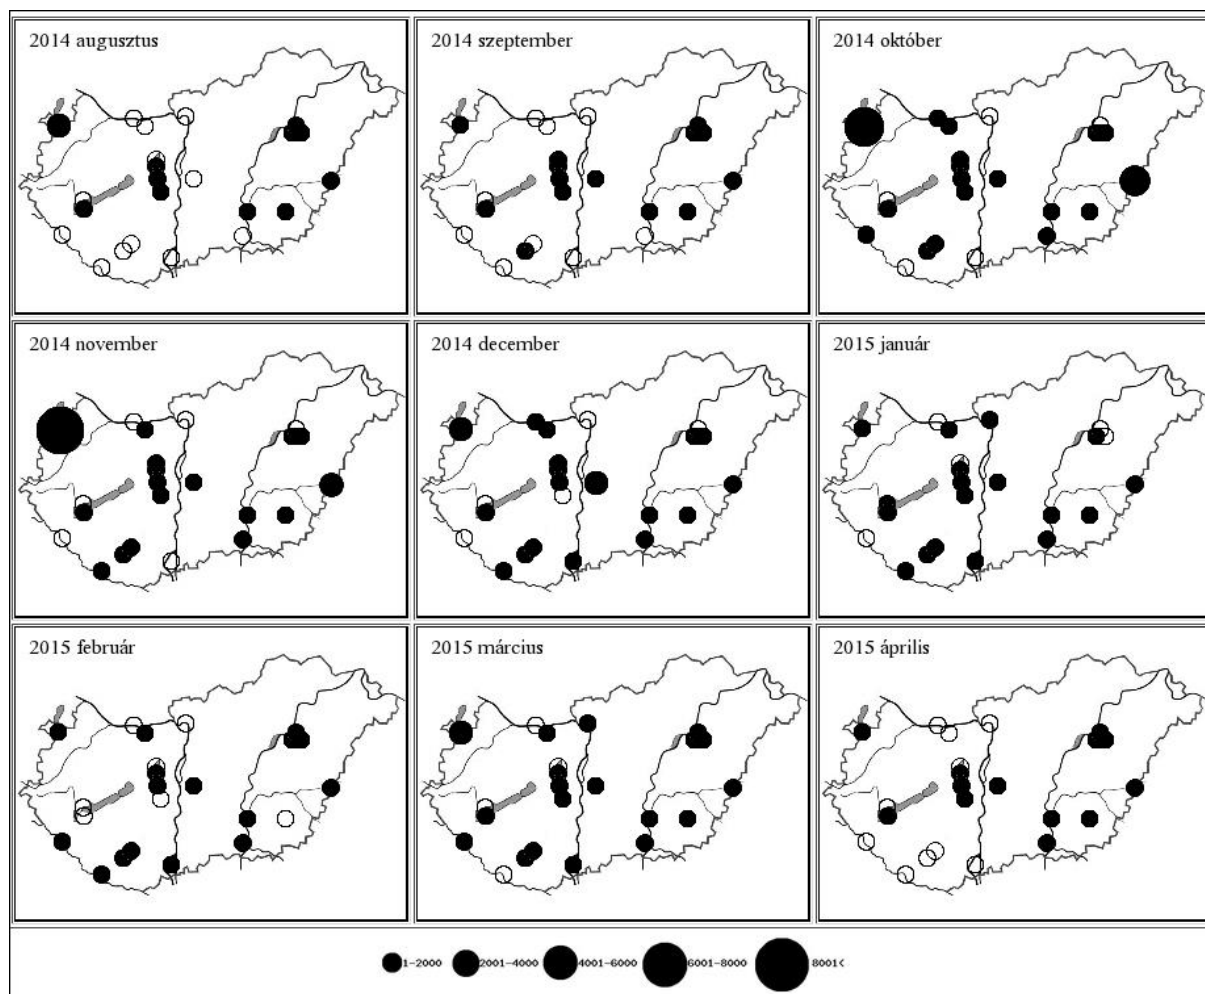 2014 augusztus
2014 szeptember
2014 október
2014 november
2014 december
2015 január
2015 február
2015 március
2015 április
1-2000 2001-4000 4001-6000 6001-8000 8001<